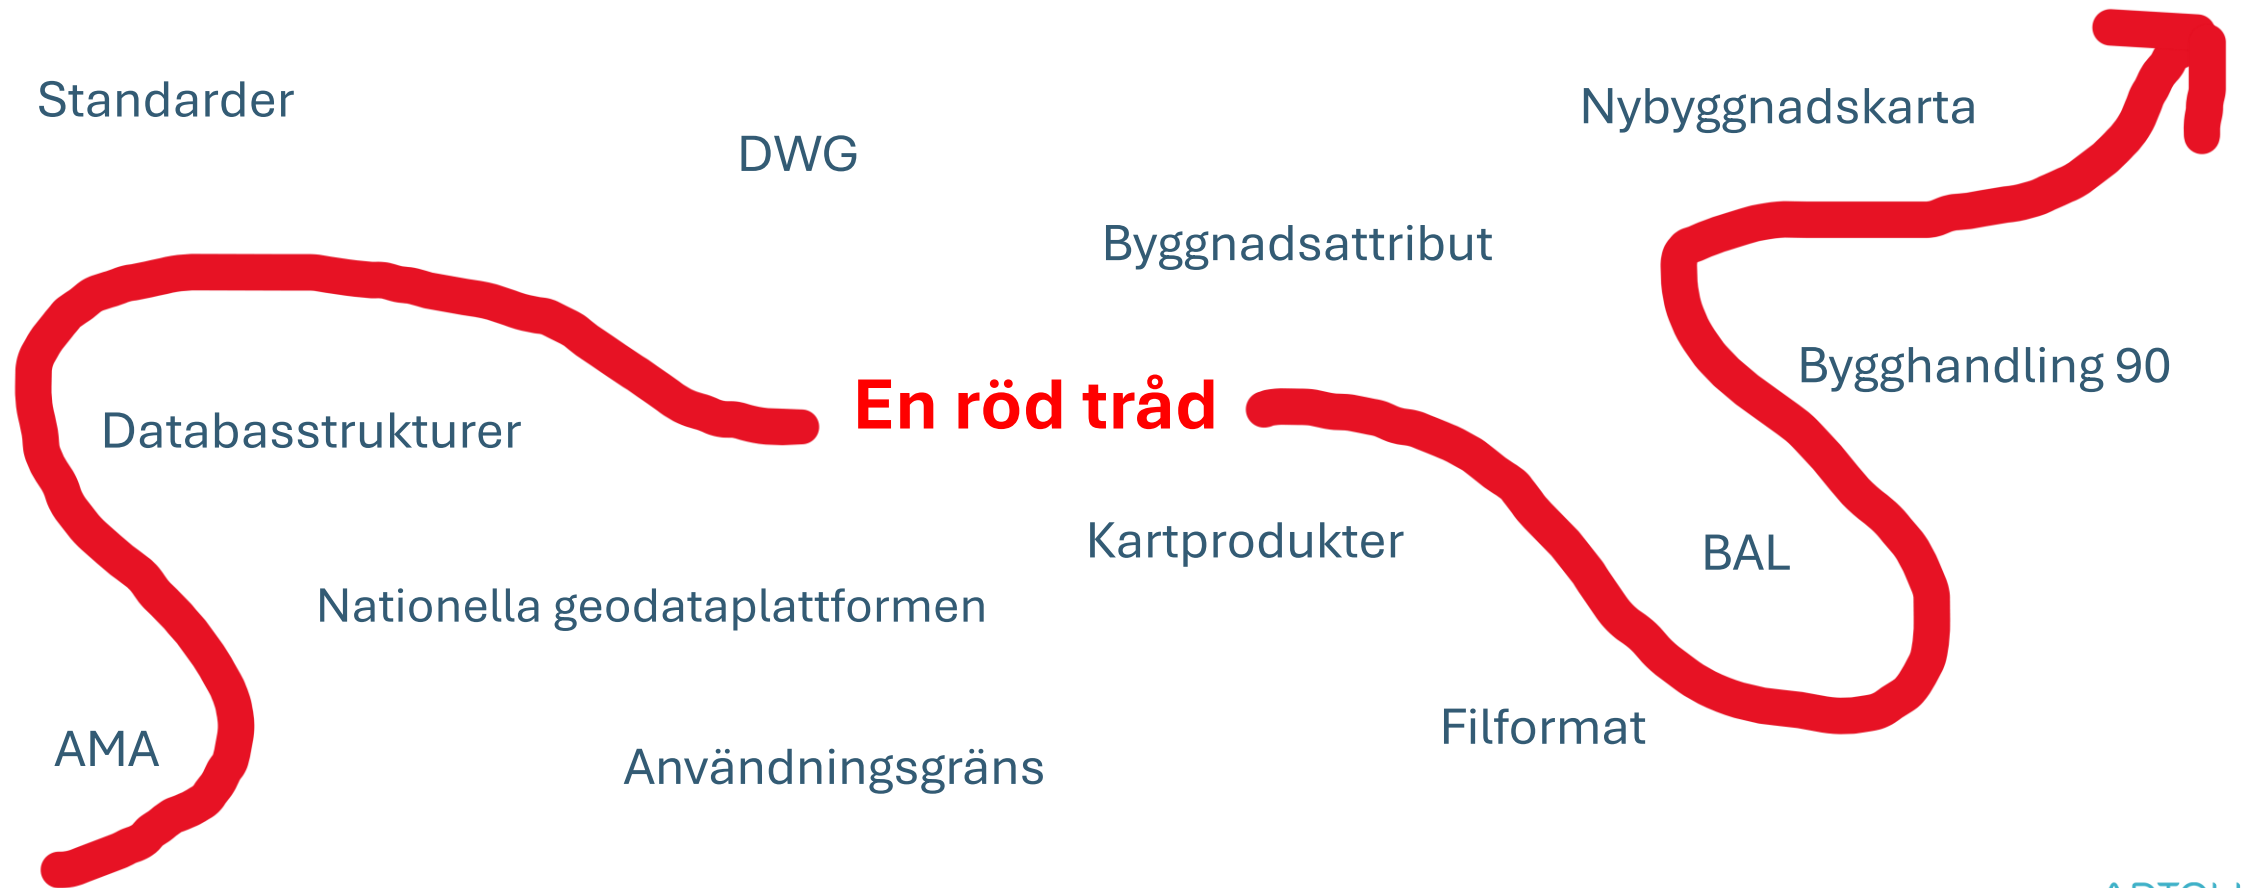 Standarder
DWG
Nybyggnadskarta
Byggnadsattribut
Bygghandling 90
En röd tråd
Databasstrukturer
Kartprodukter
BAL
Nationella geodataplattformen
Filformat
AMA
Användningsgräns